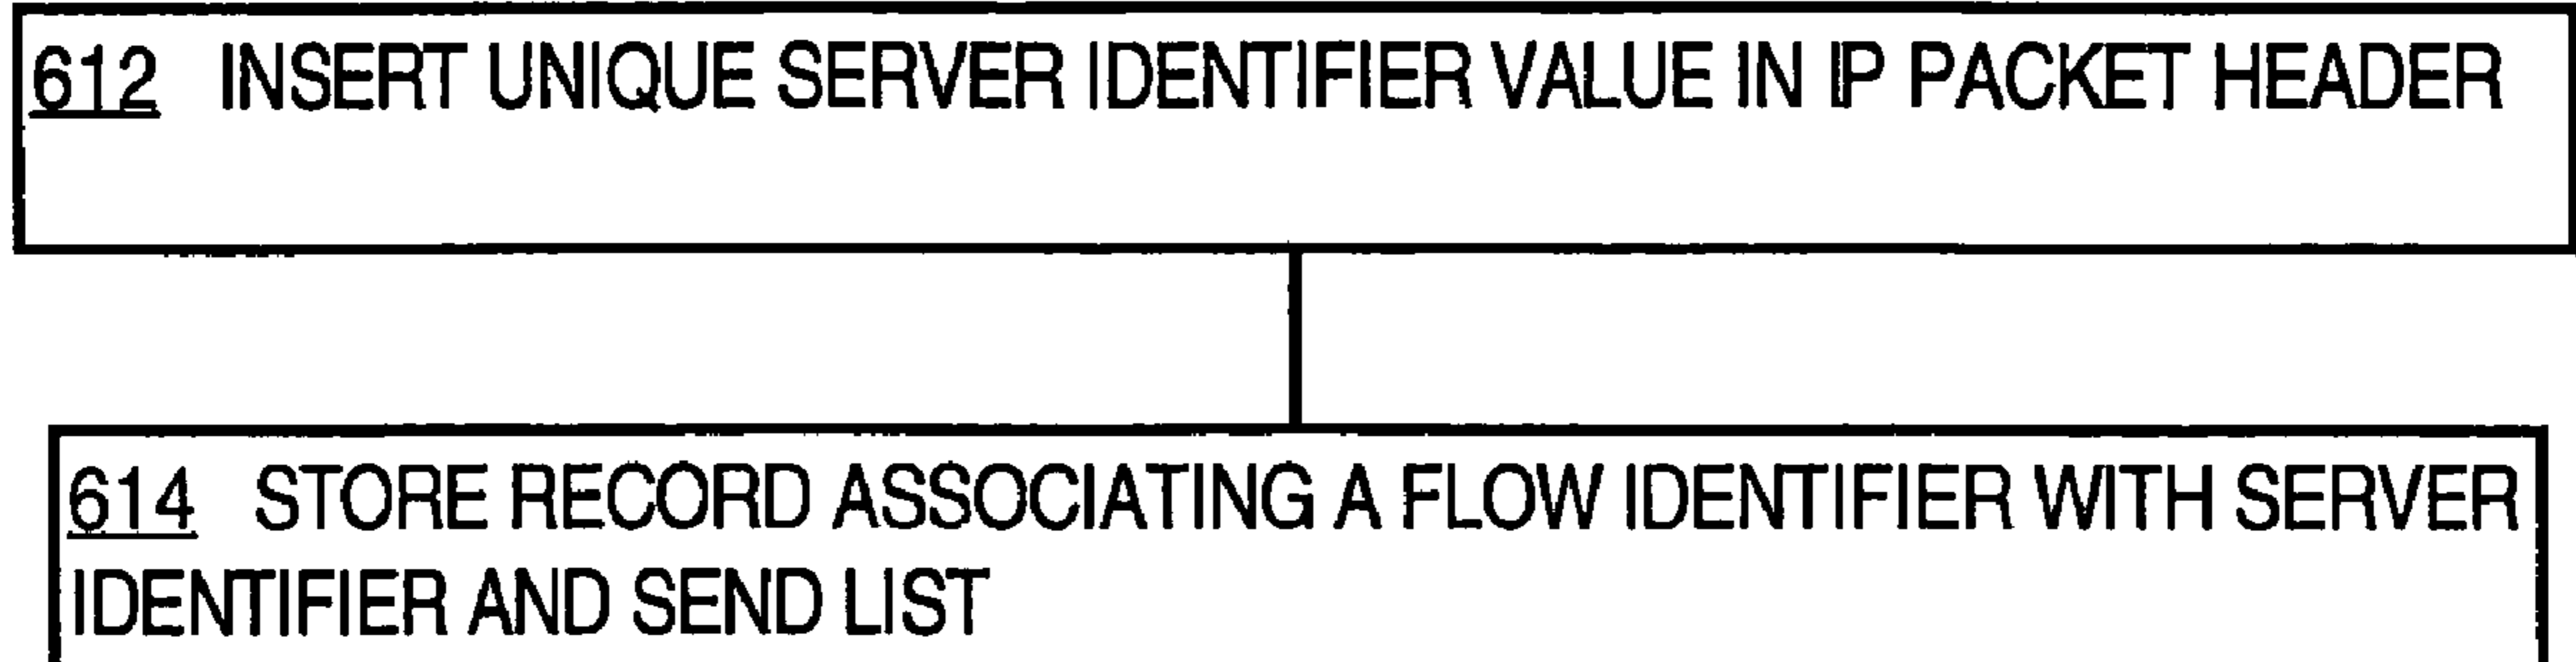 612 INSERT UNIQUE SERVER IDENTIFIER VALUE IN IP PACKET HEADER
614 STORE RECORD ASSOCIATING A FLOW IDENTIFIER WITH SERVER
IDENTIFIER AND SEND LIST